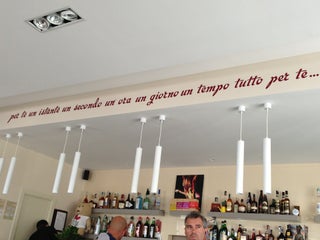 per te un istante un secondo un ora un giorno un tempo tutto per te...